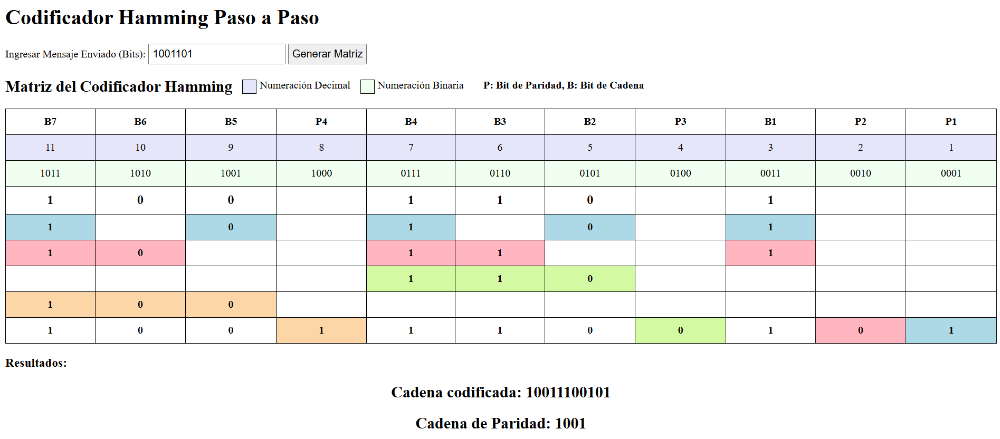 Codificador Hamming Paso a Paso
Ingresar Mensaje Enviado (Bits): 1001101 Generar Matriz
Matriz del Codificador Hamming Numeración Decimal Numeración Binaria P: Bit de Paridad, B: Bit de Cadena
B7 B6 B5 P4 B4 B3 B2 P3 B1 P2 P1
11 10 9 8 7 6 5 4 3 2 1
1011 1010 1001 1000 0111 0110 0101 0100 0011 0010 0001
1 0 0 1 1 0 1
1 0 1 0 1
1 0 1 1 1
1 1 0
1 0 0
1 0 0 1 1 1 0 0 1 0 1
Resultados:
Cadena codificada: 10011100101
Cadena de Paridad: 1001